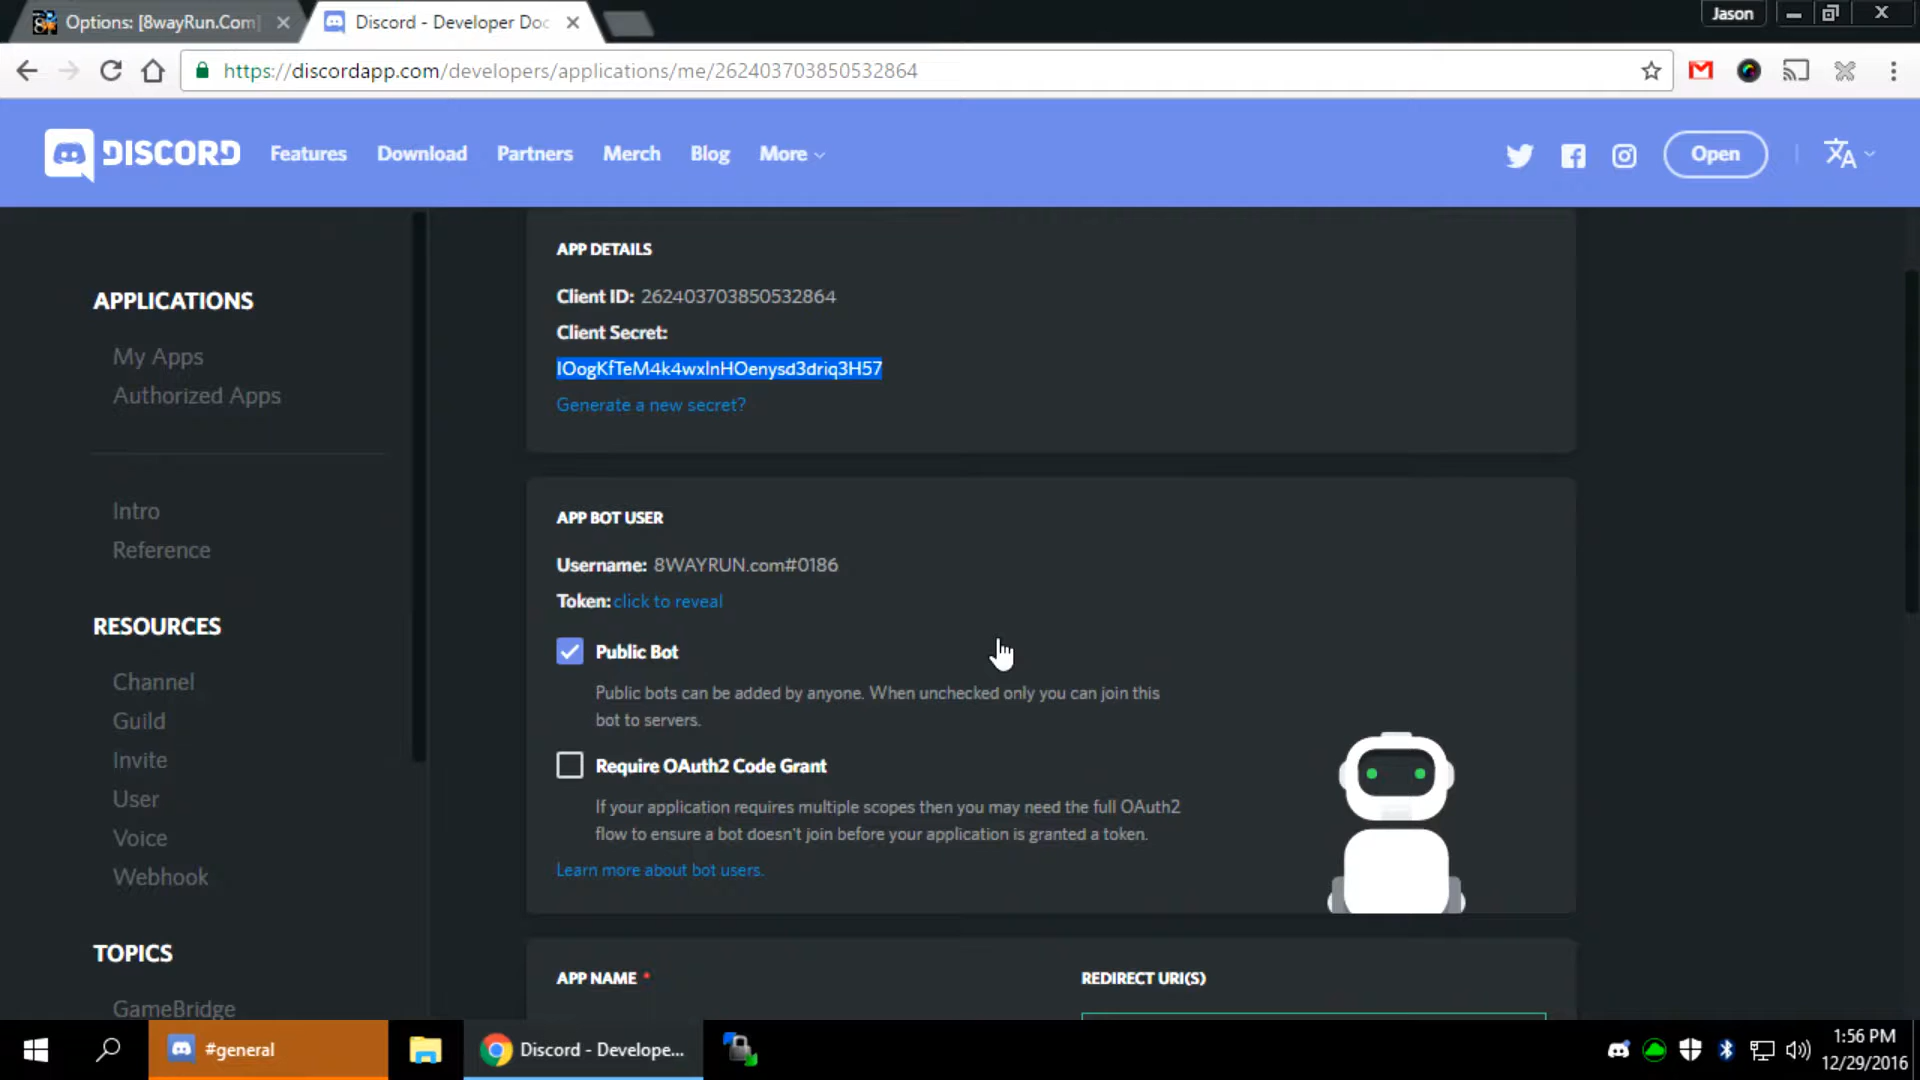 Options: [8wayRun.Com]
Discord - Developer Doc
Jason
https://discordapp.com/developers/applications/me/262403703850532864
DISCORD
Features
Download
Partners
Merch
Blog
More
Open
APPLICATIONS
My Apps
Authorized Apps
Intro
Reference
RESOURCES
Channel
Guild
Invite
User
Voice
Webhook
TOPICS
GameBridge
APP DETAILS
Client ID: 262403703850532864
Client Secret:
lOogKfTeM4k4wxlnHOenysd3driq3H57
Generate a new secret?
APP BOT USER
Username: 8WAYRUN.com#0186
Token: click to reveal
Public Bot
Public bots can be added by anyone. When unchecked only you can join this
bot to servers.
Require OAuth2 Code Grant
If your application requires multiple scopes then you may need the full OAuth2
flow to ensure a bot doesn't join before your application is granted a token.
Learn more about bot users.
APP NAME *
REDIRECT URI(S)
#general
Discord - Develope...
1:56 PM
12/29/2016